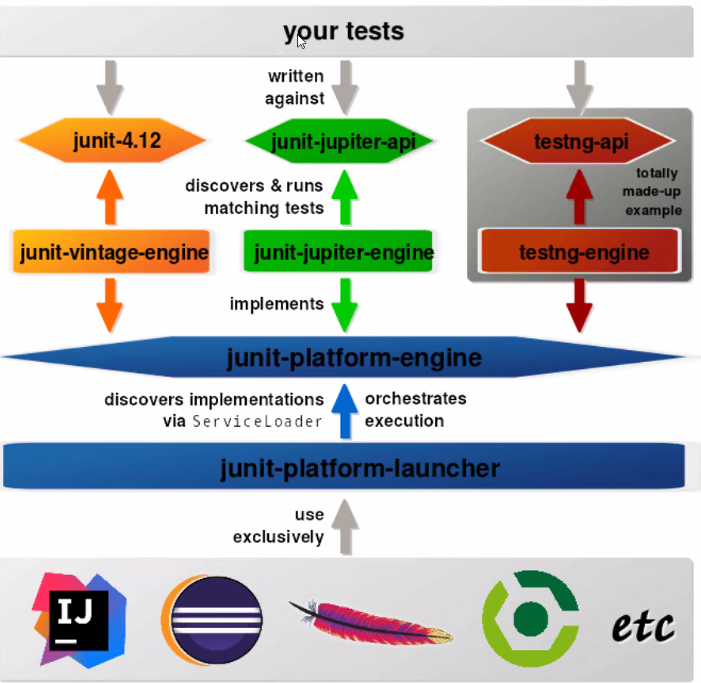 your tests
written
against
junit-4.12
junit-jupiter-api
testng-api
discovers & runs
matching tests
totally
made-up
example
junit-vintage-engine
junit-jupiter-engine
testng-engine
implements
junit-platform-engine
discovers implementations
via ServiceLoader
orchestrates
execution
junit-platform-launcher
use
exclusively
IJ
etc